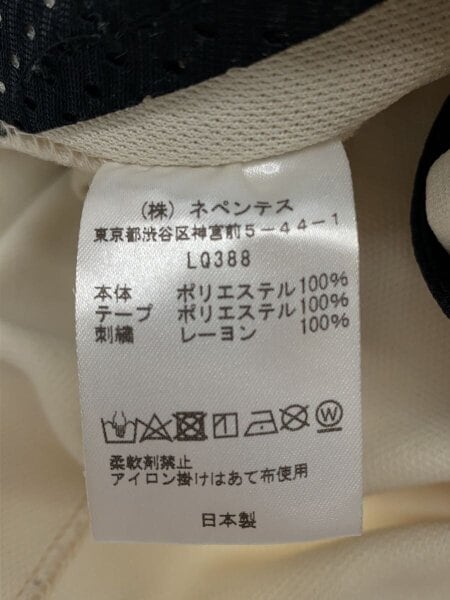 (株) ネペンテス
東京都渋谷区神宮前5-44-1
LQ388
本体 ポリエステル100%
テープ ポリエステル100%
刺繍 レーヨン 100%
W
柔軟剤禁止
アイロン掛けはあて布使用
日本製